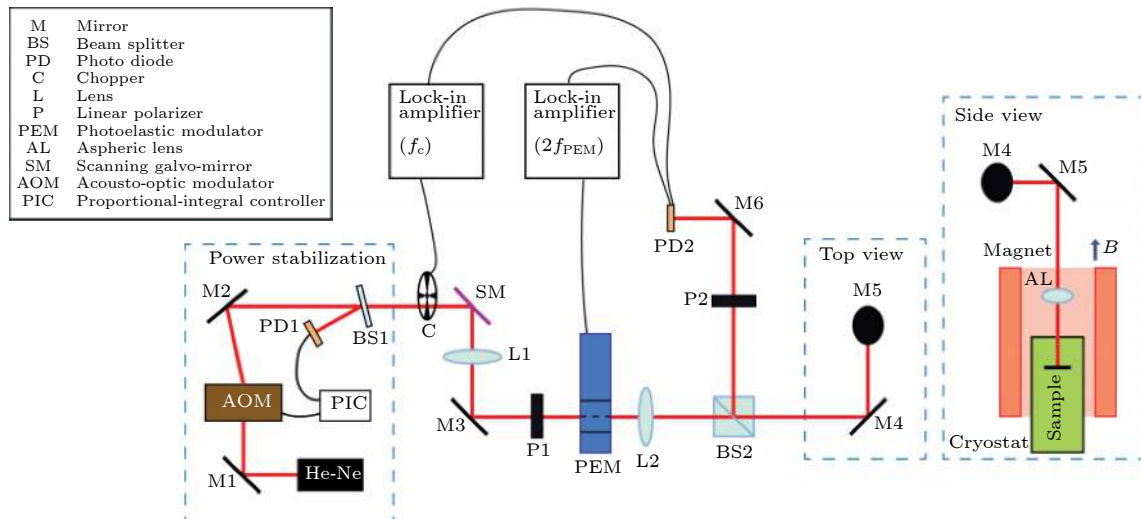 M Mirror
BS Beam splitter
PD Photo diode
C Chopper
L Lens
P Linear polarizer
PEM Photoelastic modulator
AL Aspheric lens
SM Scanning galvo-mirror
AOM Acousto-optic modulator
PIC Proportional-integral controller
Lock-in
amplifier
(f_c)
Lock-in
amplifier
(2f_PEM)
Power stabilization
M2
PD1
BS1
AOM
PIC
M1
He-Ne
C
SM
L1
M3
P1
PEM
L2
BS2
P2
PD2
M6
Top view
M5
M4
Side view
M4
M5
Magnet
B
AL
Sample
Cryostat